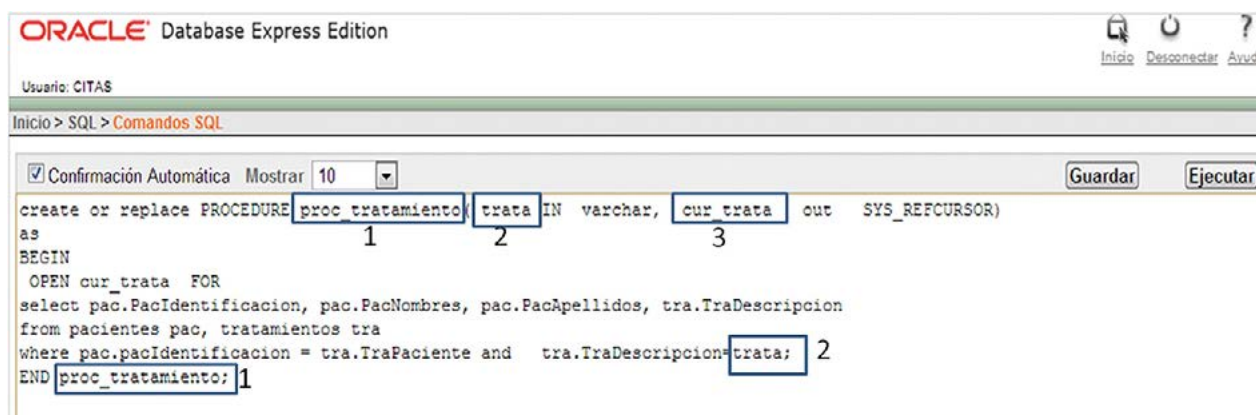 ORACLE® Database Express Edition
Inicio Desconectar
Usuario: CITAS
Inicio > SQL > Comandos SQL
Confirmación Automática Mostrar 10 Guardar Ejecutar
create or replace PROCEDURE proc_tratamiento( trata IN varchar, cur_trata out SYS_REFCURSOR)
1 2 3
as
BEGIN
OPEN cur_trata FOR
select pac.PacIdentificacion, pac.PacNombres, pac.PacApellidos, tra.TraDescripcion
from pacientes pac, tratamientos tra
where pac.pacIdentificacion = tra.TraPaciente and tra.TraDescripcion=trata; 2
END proc_tratamiento; 1